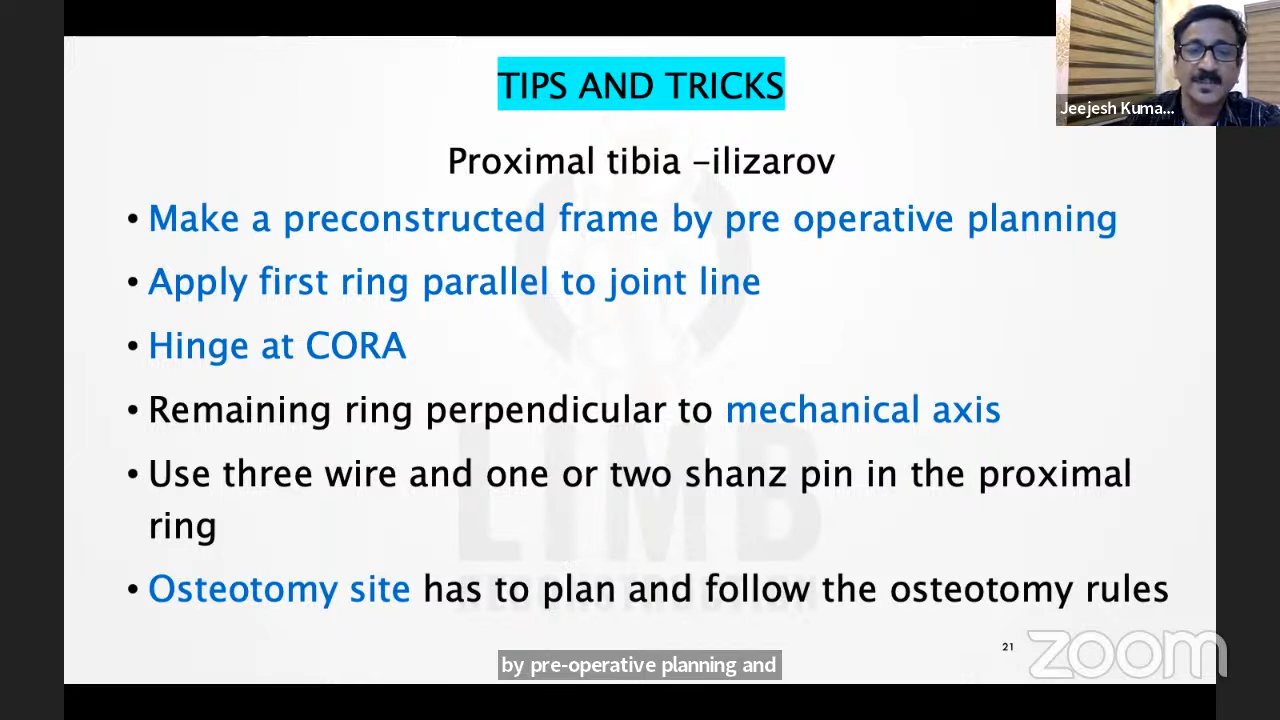 TIPS AND TRICKS
Jeejesh Kuma...
Proximal tibia -ilizarov
• Make a preconstructed frame by pre operative planning
• Apply first ring parallel to joint line
• Hinge at CORA
• Remaining ring perpendicular to mechanical axis
• Use three wire and one or two shanz pin in the proximal
ring
• Osteotomy site has to plan and follow the osteotomy rules
LIMB
RECONSTRUCTION
21
zoom
by pre-operative planning and